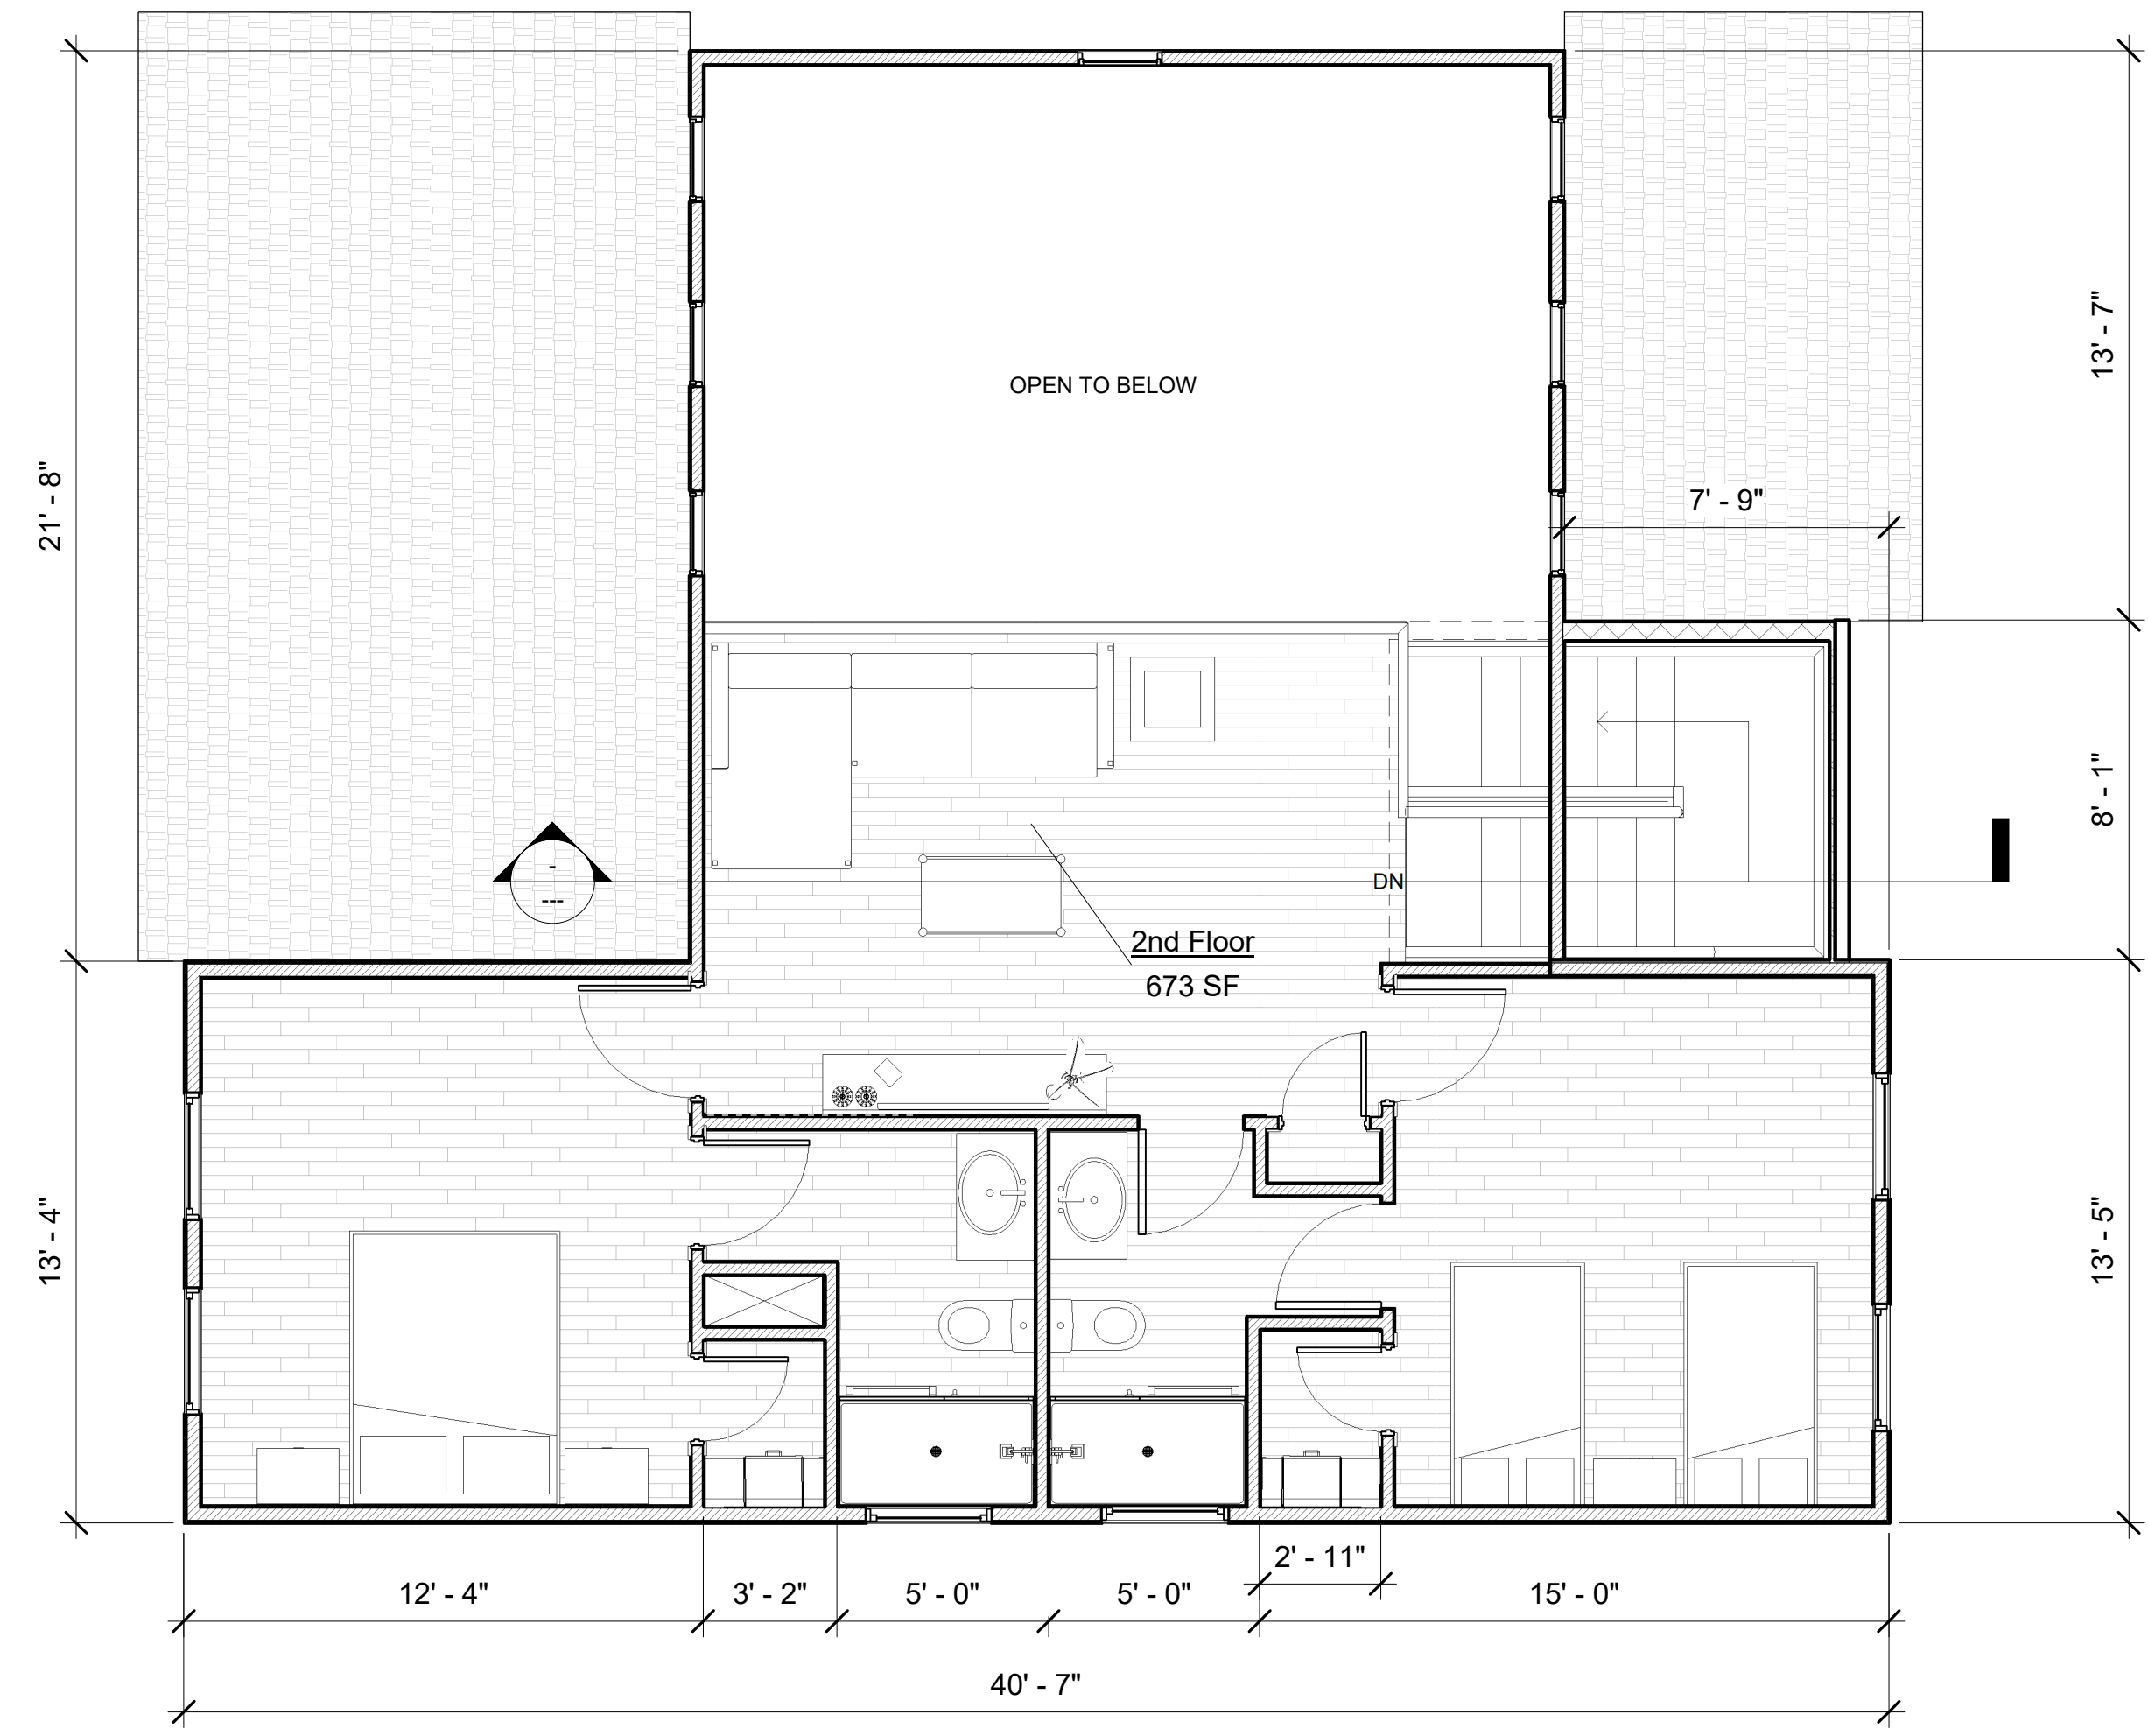 13' - 7"
OPEN TO BELOW
21' - 8"
7' - 9"
8' - 1"
-
---
DN
2nd Floor
673 SF
13' - 4"
13' - 5"
2' - 11"
12' - 4"
3' - 2"
5' - 0"
5' - 0"
15' - 0"
40' - 7"